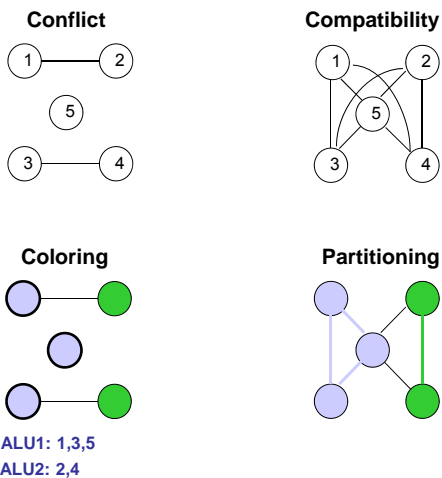 Conflict
Compatibility
1 2
5
3 4
1 2
5
3 4
Coloring
Partitioning
ALU1: 1,3,5
ALU2: 2,4